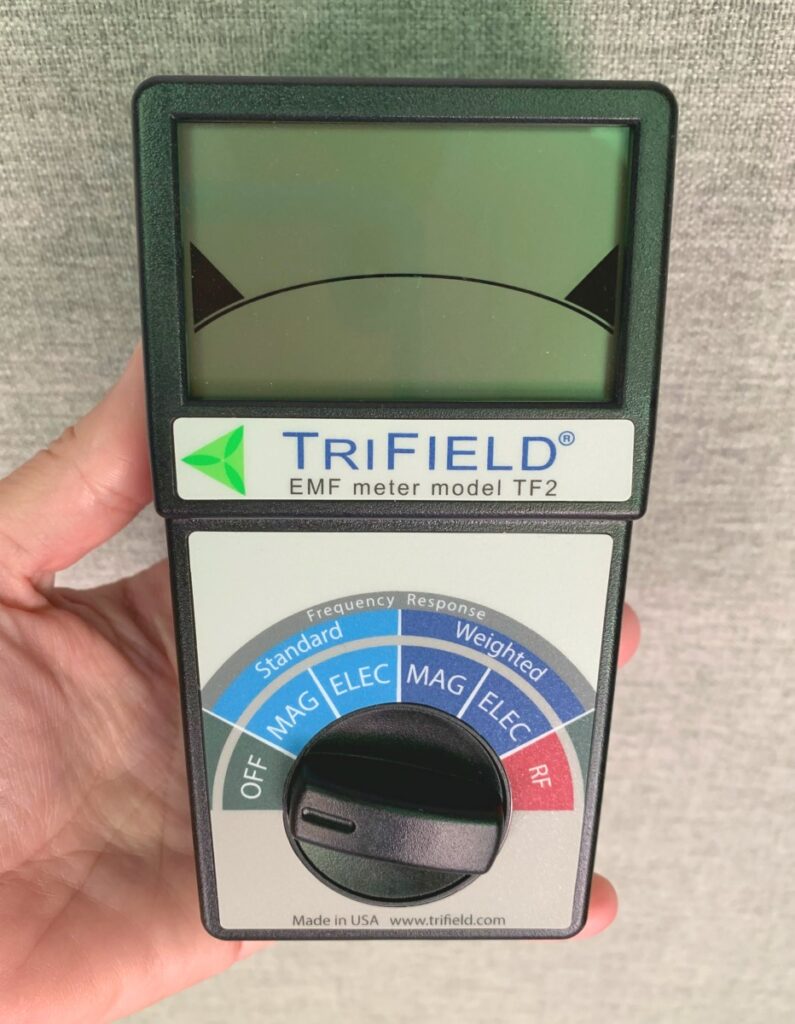 TRIFIELD®
EMF meter model TF2
Frequency Response
Standard Weighted
MAG ELEC MAG ELEC
OFF RF
Made in USA www.trifield.com